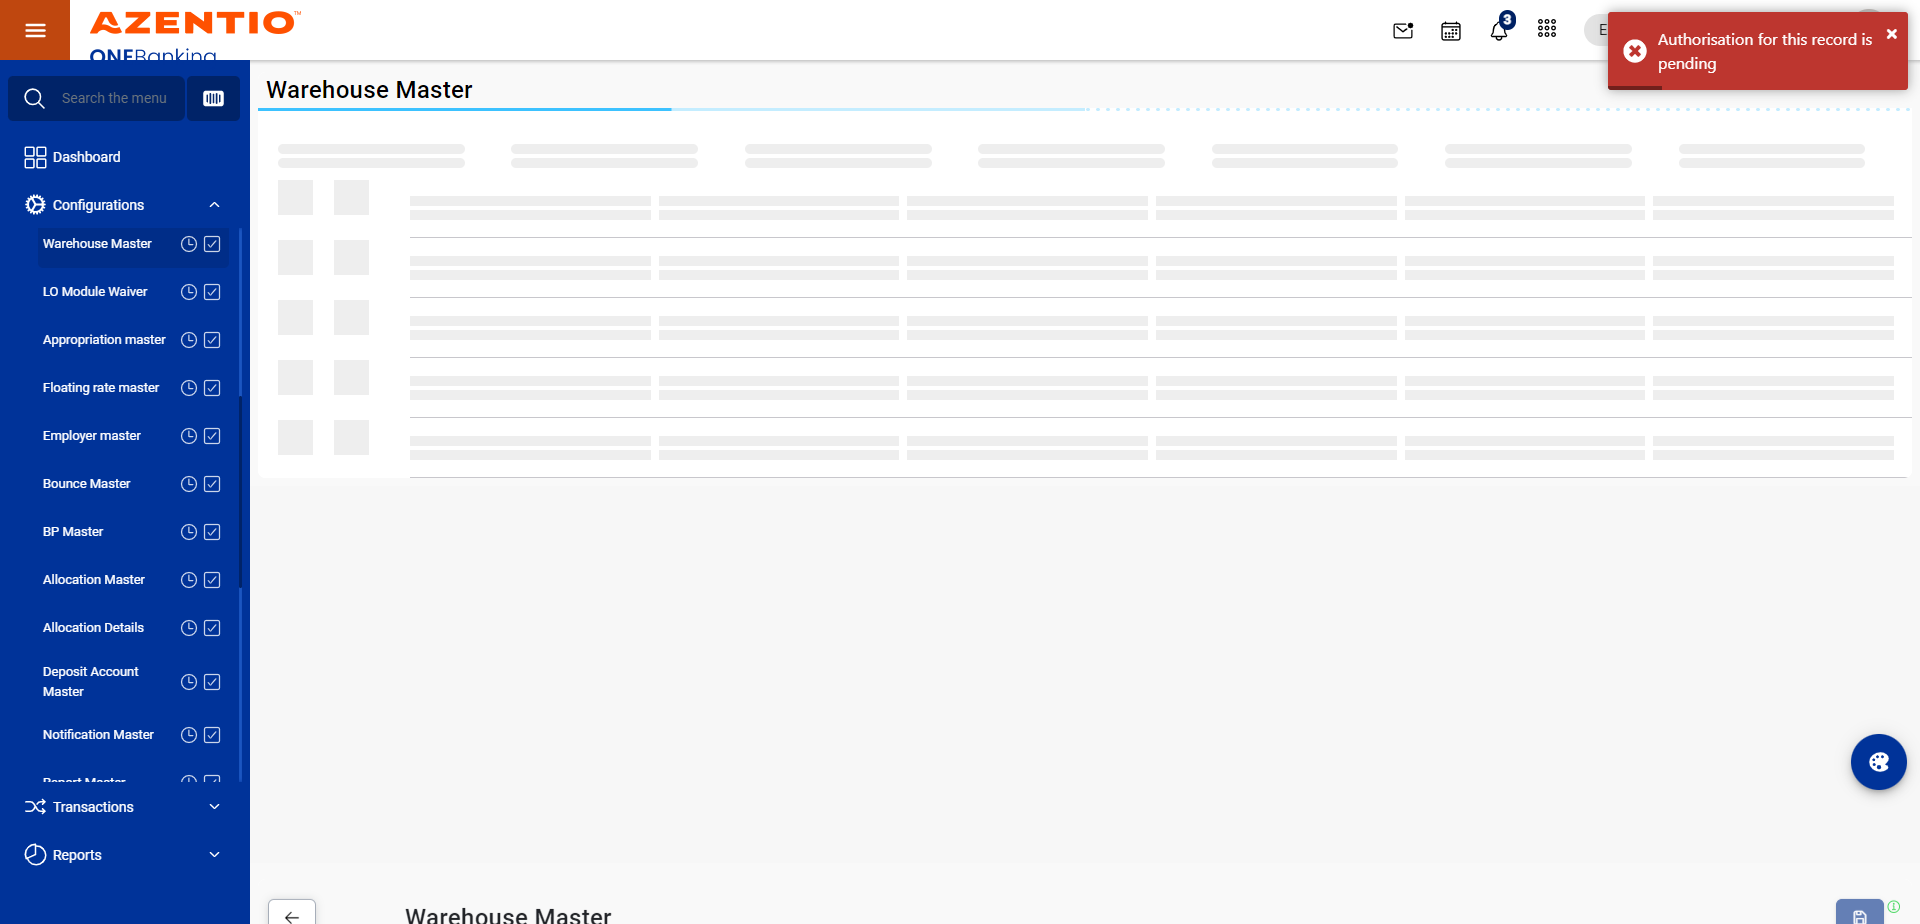 AZENTIO™
ONEBanking
3
E
Authorisation for this record is
pending
Search the menu
Warehouse Master
Dashboard
Configurations
Warehouse Master
LO Module Waiver
Appropriation master
Floating rate master
Employer master
Bounce Master
BP Master
Allocation Master
Allocation Details
Deposit Account
Master
Notification Master
Report Master
Transactions
Reports
Warehouse Master